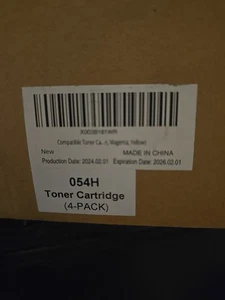 Compatible Toner Ca
Magenta, Yellow)
New
MADE IN CHINA
Production Date: 2024.02.01 Expiration Date: 2026.02.01
054H
Toner Cartridge
(4-PACK)